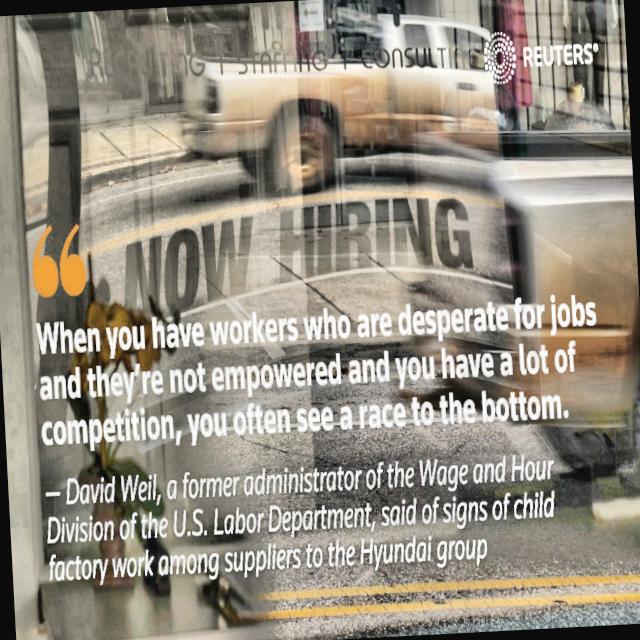 STAFFING | CONSULTING
REUTERS®
NOW HIRING
“
When you have workers who are desperate for jobs
and they're not empowered and you have a lot of
competition, you often see a race to the bottom.
– David Weil, a former administrator of the Wage and Hour
Division of the U.S. Labor Department, said of signs of child
factory work among suppliers to the Hyundai group